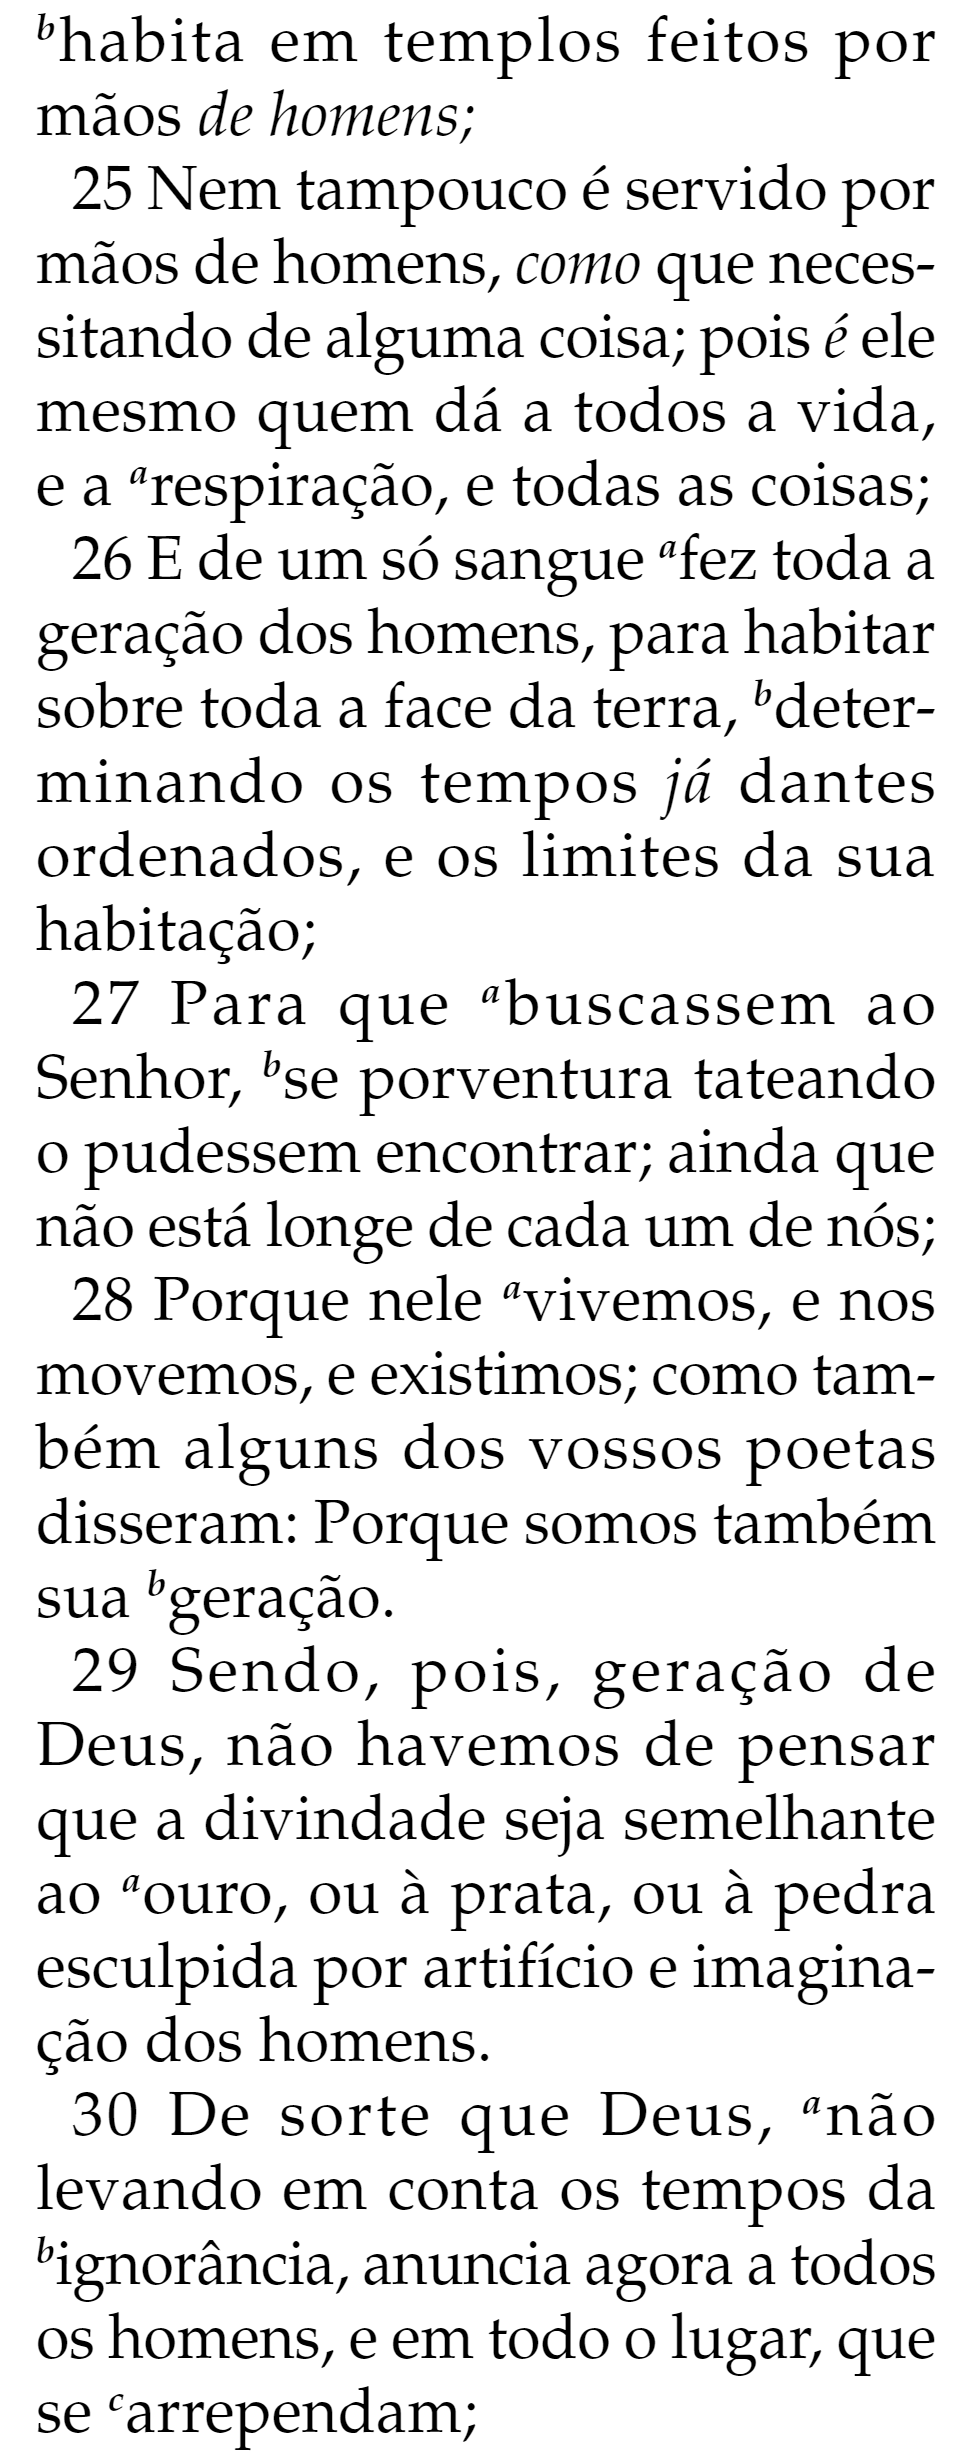 bhabita em templos feitos por
mãos de homens;
25 Nem tampouco é servido por
mãos de homens, como que neces-
sitando de alguma coisa; pois é ele
mesmo quem dá a todos a vida,
e a arespiração, e todas as coisas;
26 E de um só sangue afez toda a
geração dos homens, para habitar
sobre toda a face da terra, bdeter-
minando os tempos já dantes
ordenados, e os limites da sua
habitação;
27 Para que abuscassem ao
Senhor, bse porventura tateando
o pudessem encontrar; ainda que
não está longe de cada um de nós;
28 Porque nele avivemos, e nos
movemos, e existimos; como tam-
bém alguns dos vossos poetas
disseram: Porque somos também
sua bgeração.
29 Sendo, pois, geração de
Deus, não havemos de pensar
que a divindade seja semelhante
ao aouro, ou à prata, ou à pedra
esculpida por artifício e imagina-
ção dos homens.
30 De sorte que Deus, anão
levando em conta os tempos da
bignorância, anuncia agora a todos
os homens, e em todo o lugar, que
se carrependam;